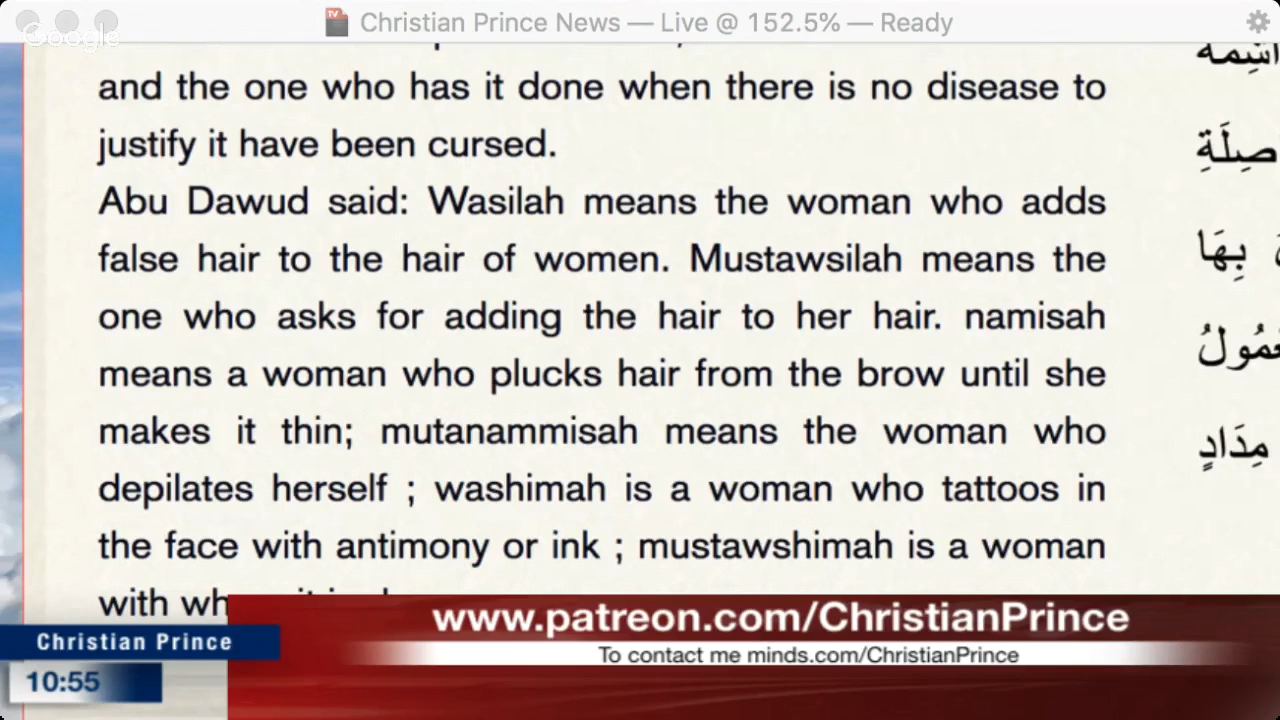 Christian Prince News — Live @ 152.5% — Ready
Google
and the one who has it done when there is no disease to
justify it have been cursed.
Abu Dawud said: Wasilah means the woman who adds
false hair to the hair of women. Mustawsilah means the
one who asks for adding the hair to her hair. namisah
means a woman who plucks hair from the brow until she
makes it thin; mutanammisah means the woman who
depilates herself ; washimah is a woman who tattoos in
the face with antimony or ink ; mustawshimah is a woman
with
صِلَةِ
بِهَا
مِدَادٍ
www.patreon.com/ChristianPrince
To contact me minds.com/ChristianPrince
Christian Prince
10:55